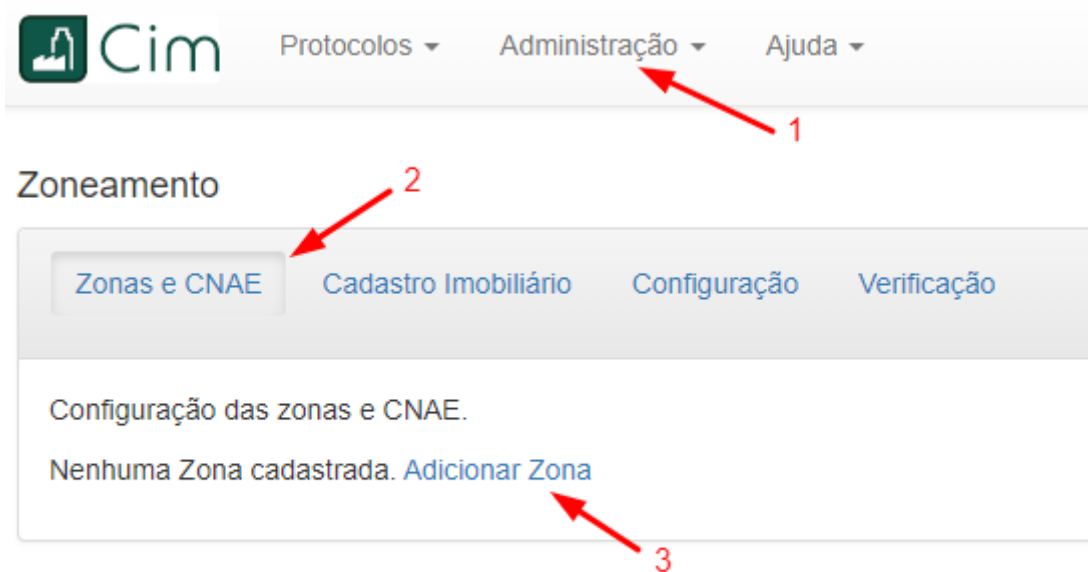 Cim Protocolos Administração Ajuda
1
Zoneamento
2
Zonas e CNAE Cadastro Imobiliário Configuração Verificação
Configuração das zonas e CNAE.
Nenhuma Zona cadastrada. Adicionar Zona
3